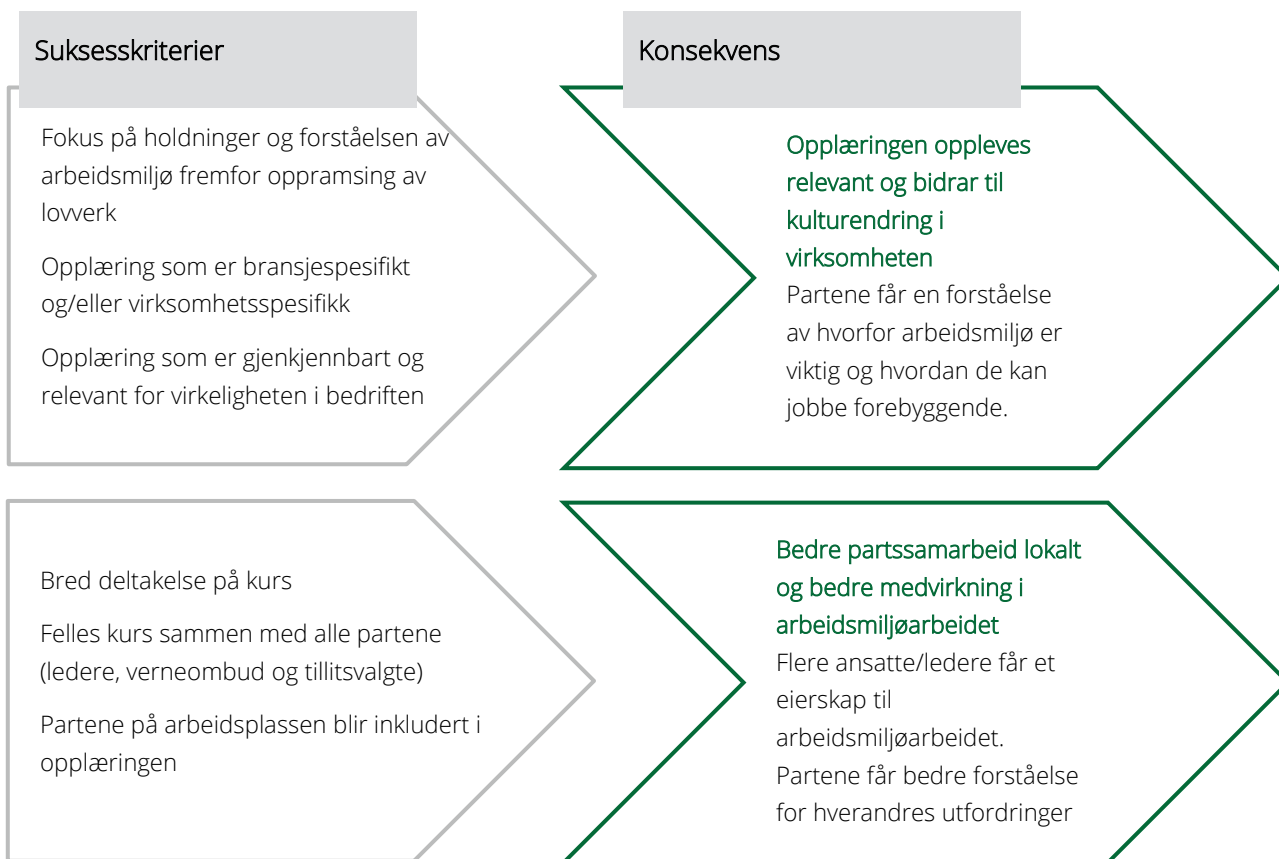 Suksesskriterier
Konsekvens
Fokus på holdninger og forståelsen av
arbeidsmiljø fremfor oppramsing av
lovverk
Opplæring som er bransjespesifikt
og/eller virksomhetsspesifikk
Opplæring som er gjenkjennbart og
relevant for virkeligheten i bedriften
Opplæringen oppleves
relevant og bidrar til
kulturendring i
virksomheten
Partene får en forståelse
av hvorfor arbeidsmiljø er
viktig og hvordan de kan
jobbe forebyggende.
Bred deltakelse på kurs
Felles kurs sammen med alle partene
(ledere, verneombud og tillitsvalgte)
Partene på arbeidsplassen blir inkludert i
opplæringen
Bedre partssamarbeid lokalt
og bedre medvirkning i
arbeidsmiljøarbeidet
Flere ansatte/ledere får et
eierskap til
arbeidsmiljøarbeidet.
Partene får bedre forståelse
for hverandres utfordringer